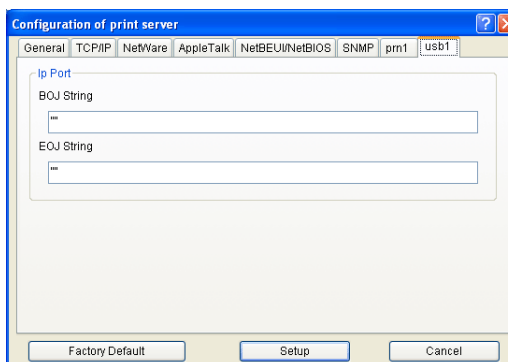 Configuration of print server
General TCP/IP NetWare AppleTalk NetBEUI/NetBIOS SNMP prn1 usb1
lp Port
BOJ String
""
EOJ String
""
Factory Default Setup Cancel